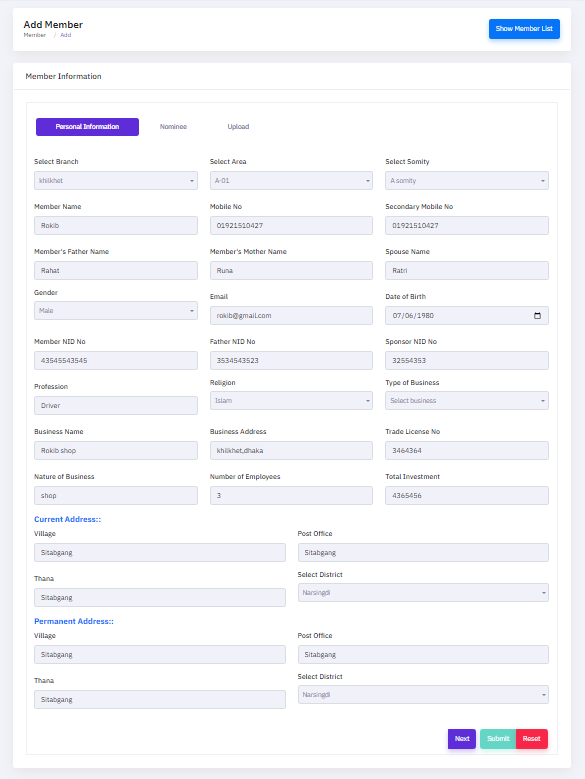 Add Member
Member / Add
Show Member List
Member Information
Personal Information Nominee Upload
Select Branch Select Area Select Somity
khilkhet A-01 A somity
Member Name Mobile No Secondary Mobile No
Rokib 01921510427 01921510427
Member's Father Name Member's Mother Name Spouse Name
Rahat Runa Ratri
Gender Email Date of Birth
Male rokib@gmail.com 07/06/1980
Member NID No Father NID No Sponsor NID No
43545543545 3534543523 32554353
Profession Religion Type of Business
Driver Islam Select business
Business Name Business Address Trade License No
Rokib shop khilkhet,dhaka 3464364
Nature of Business Number of Employees Total Investment
shop 3 4365456
Current Address::
Village Post Office
Sitabgang Sitabgang
Thana Select District
Sitabgang Narsingdi
Permanent Address::
Village Post Office
Sitabgang Sitabgang
Thana Select District
Sitabgang Narsingdi
Next Submit Reset